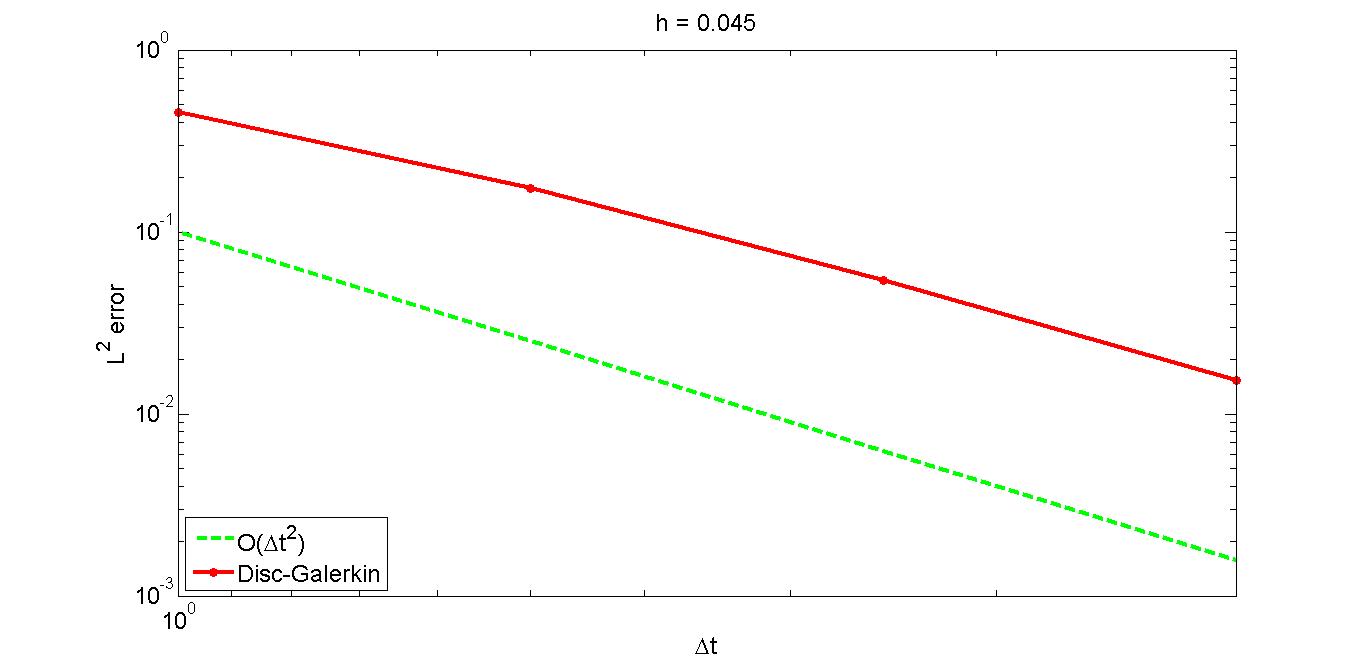 h = 0.045
10^0
10^-1
10^-2
10^-3
L^2 error
O(Δt^2)
Disc-Galerkin
10^0
Δt